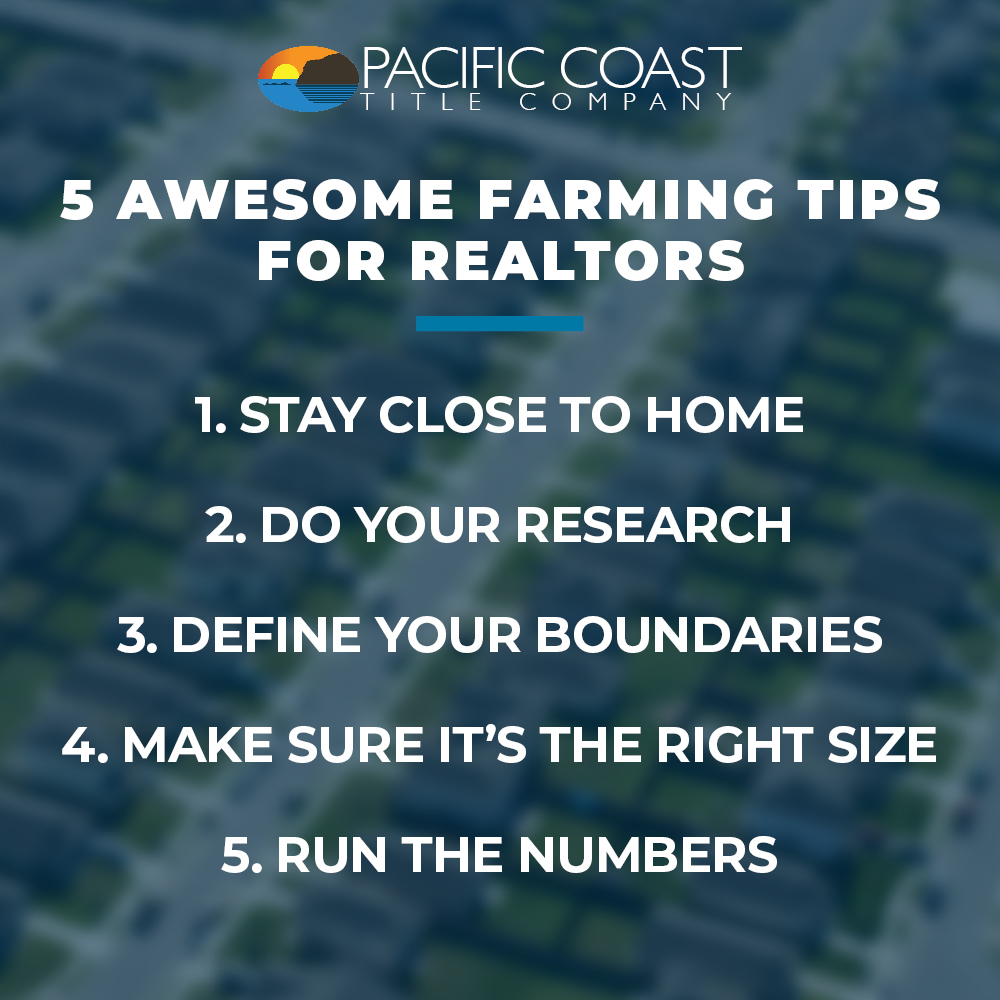 PACIFIC COAST
TITLE COMPANY
5 AWESOME FARMING TIPS
FOR REALTORS
1. STAY CLOSE TO HOME
2. DO YOUR RESEARCH
3. DEFINE YOUR BOUNDARIES
4. MAKE SURE IT’S THE RIGHT SIZE
5. RUN THE NUMBERS